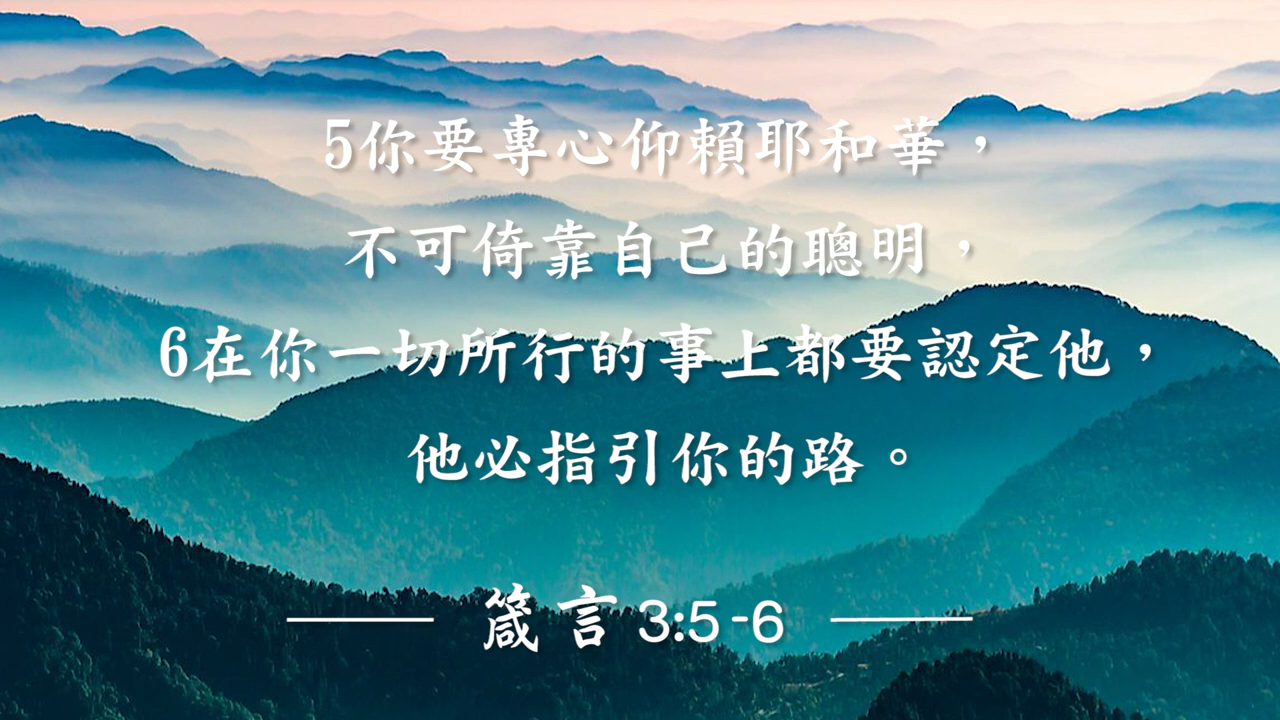 5你要專心仰賴耶和華，
不可倚靠自己的聰明，
6在你一切所行的事上都要認定他，
他必指引你的路。
箴言 3:5-6